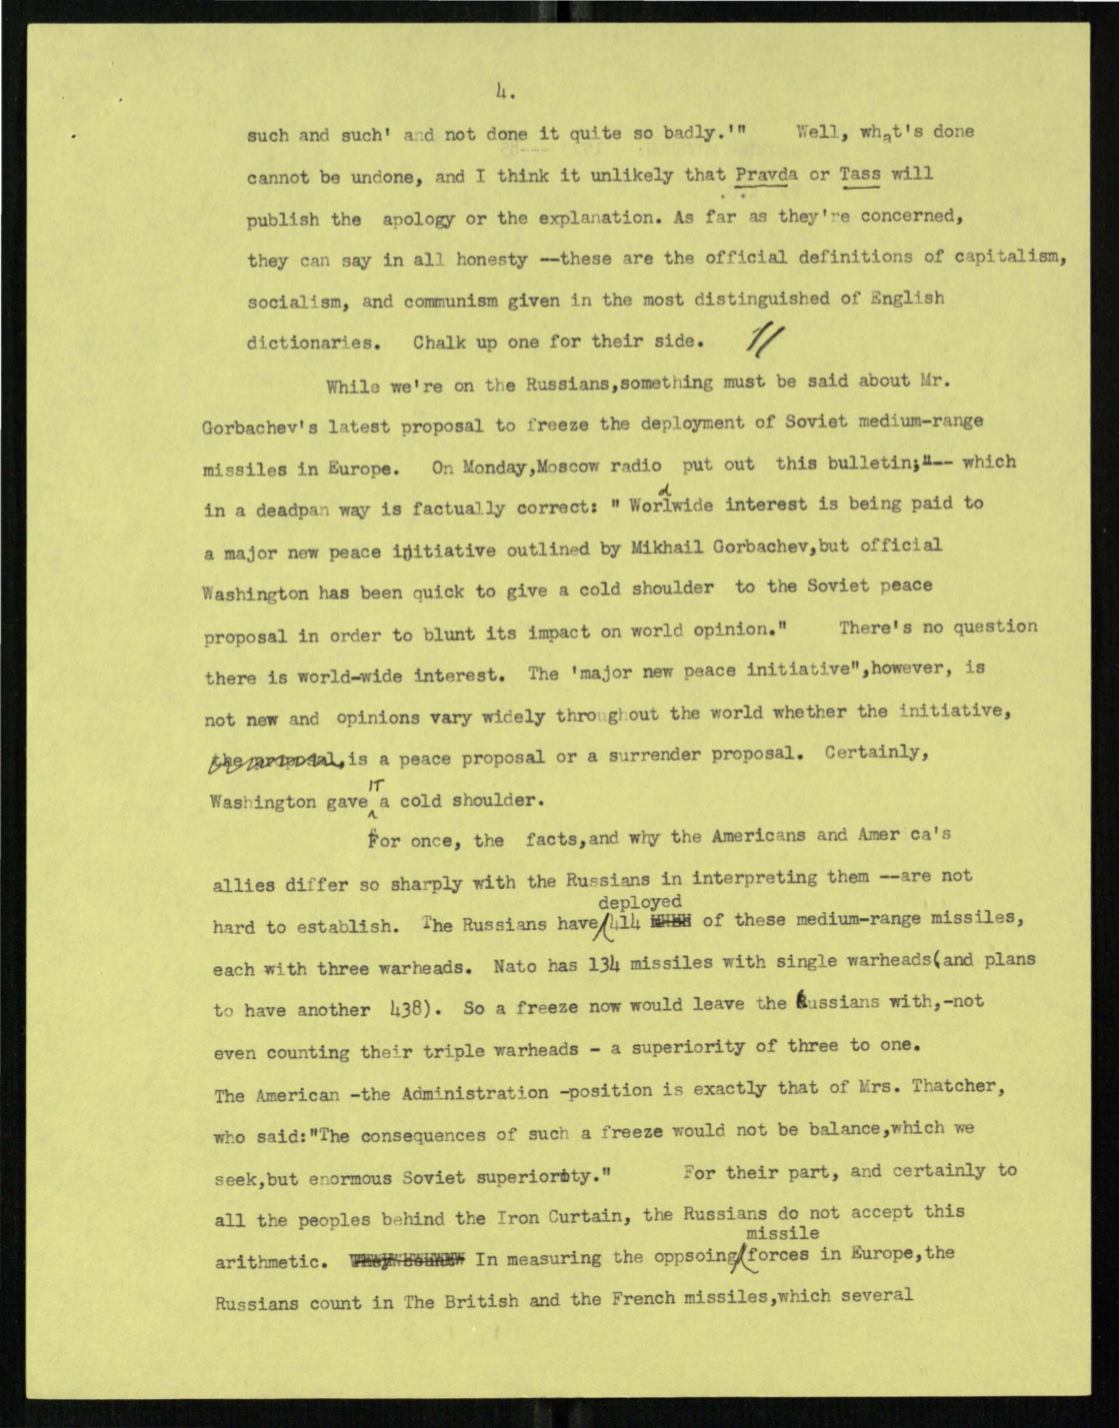 4.
such and such' and not done it quite so badly.'" Well, what's done
cannot be undone, and I think it unlikely that Pravda or Tass will
publish the apology or the explanation. As far as they're concerned,
they can say in all honesty --these are the official definitions of capitalism,
socialism, and communism given in the most distinguished of English
dictionaries. Chalk up one for their side. //
While we're on the Russians,something must be said about Mr.
Gorbachev's latest proposal to freeze the deployment of Soviet medium-range
missiles in Europe. On Monday,Moscow radio put out this bulletin;"-- which
in a deadpan way is factually correct: " Worldwide interest is being paid to
a major new peace initiative outlined by Mikhail Gorbachev,but official
Washington has been quick to give a cold shoulder to the Soviet peace
proposal in order to blunt its impact on world opinion." There's no question
there is world-wide interest. The 'major new peace initiative",however, is
not new and opinions vary widely throughout the world whether the initiative,
the proposal, is a peace proposal or a surrender proposal. Certainly,
Washington gave IT a cold shoulder.
For once, the facts,and why the Americans and Amer ca's
allies differ so sharply with the Russians in interpreting them --are not
hard to establish. The Russians have deployed 414 of these medium-range missiles,
each with three warheads. Nato has 134 missiles with single warheads(and plans
to have another 438). So a freeze now would leave the Russians with,-not
even counting their triple warheads - a superiority of three to one.
The American -the Administration -position is exactly that of Mrs. Thatcher,
who said:"The consequences of such a freeze would not be balance,which we
seek,but enormous Soviet superiority." For their part, and certainly to
all the peoples behind the Iron Curtain, the Russians do not accept this
arithmetic. In measuring the oppsoing missile forces in Europe,the
Russians count in The British and the French missiles,which several